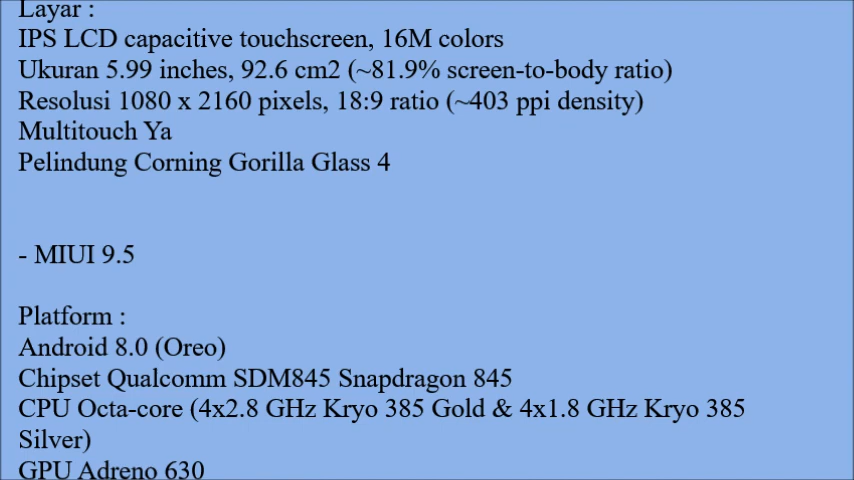 Layar :
IPS LCD capacitive touchscreen, 16M colors
Ukuran 5.99 inches, 92.6 cm2 (~81.9% screen-to-body ratio)
Resolusi 1080 x 2160 pixels, 18:9 ratio (~403 ppi density)
Multitouch Ya
Pelindung Corning Gorilla Glass 4
- MIUI 9.5
Platform :
Android 8.0 (Oreo)
Chipset Qualcomm SDM845 Snapdragon 845
CPU Octa-core (4x2.8 GHz Kryo 385 Gold & 4x1.8 GHz Kryo 385
Silver)
GPU Adreno 630